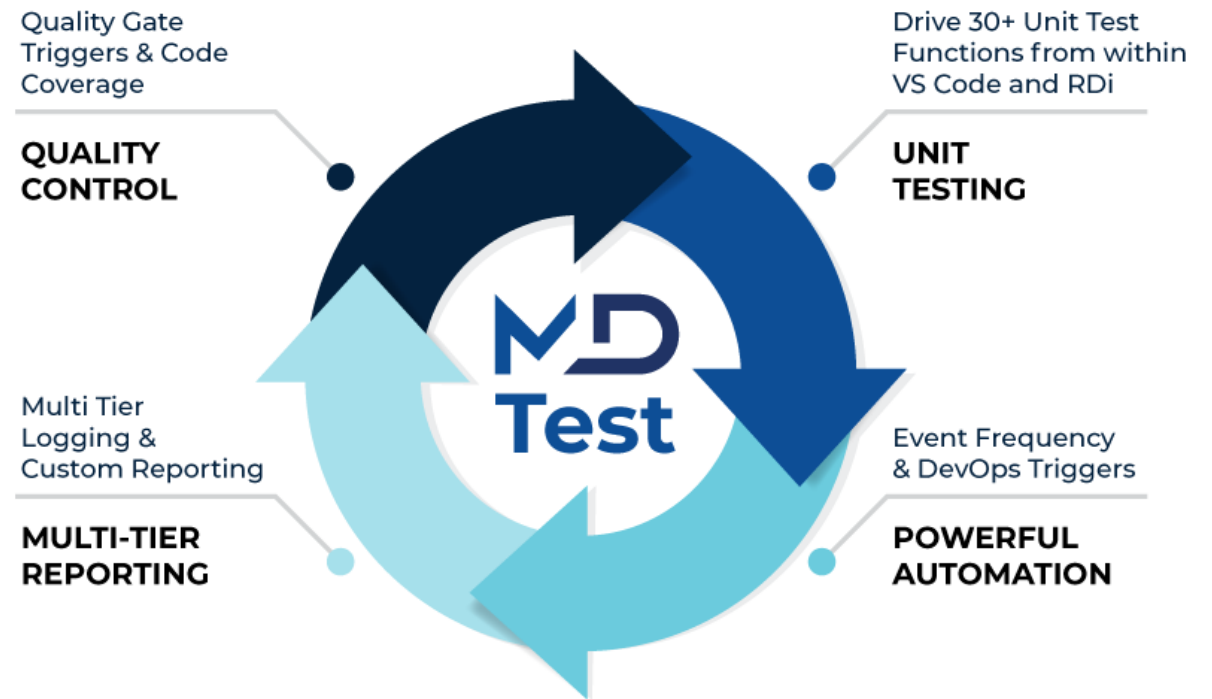 Quality Gate
Triggers & Code
Coverage
QUALITY
CONTROL
Drive 30+ Unit Test
Functions from within
VS Code and RDi
UNIT
TESTING
MD
Test
Multi Tier
Logging &
Custom Reporting
MULTI-TIER
REPORTING
Event Frequency
& DevOps Triggers
POWERFUL
AUTOMATION